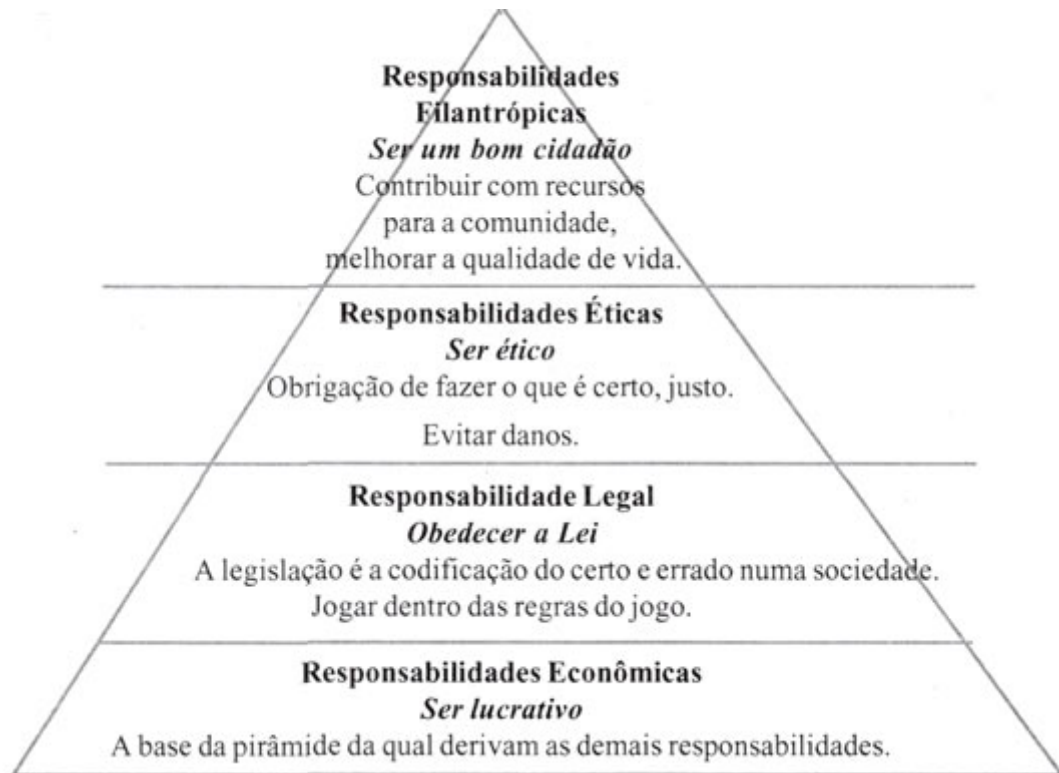 Responsabilidades
Filantrópicas
Ser um bom cidadão
Contribuir com recursos
para a comunidade,
melhorar a qualidade de vida.
Responsabilidades Éticas
Ser ético
Obrigação de fazer o que é certo, justo.
Evitar danos.
Responsabilidade Legal
Obedecer a Lei
A legislação é a codificação do certo e errado numa sociedade.
Jogar dentro das regras do jogo.
Responsabilidades Econômicas
Ser lucrativo
A base da pirâmide da qual derivam as demais responsabilidades.